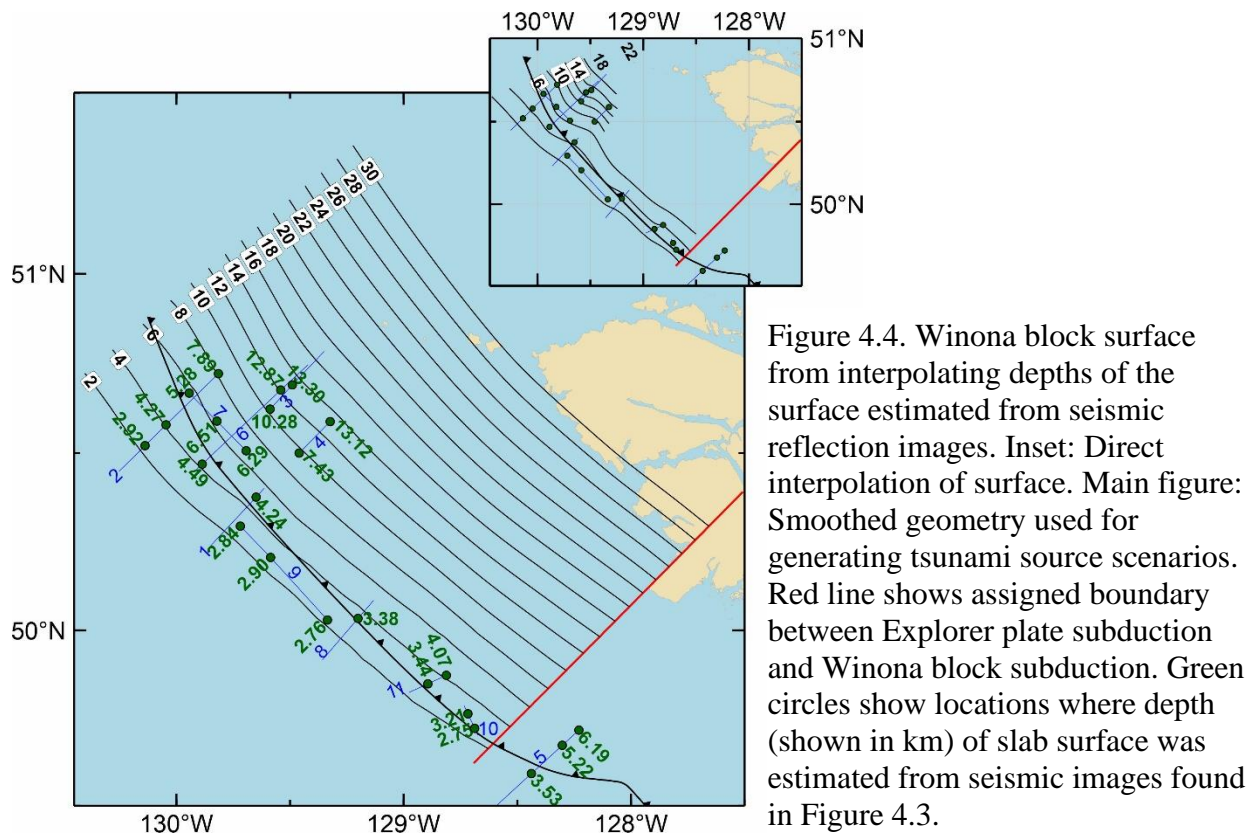 130°W 129°W 128°W
51°N
50°N
6 10 14 18 22
2 4 6 8 10 12 14 16 18 20 22 24 26 28 30
51°N
50°N
7.89
5.28
4.27
2.92
2
12.87
13.30
3
10.28
7
6
6.51
6.29
4.49
4
13.12
7.43
4.24
2.84
1
2.90
9
2.76
3.38
8
4.07
3.44
11
3.21
2.75
10
5
6.19
5.22
3.53
130°W 129°W 128°W
Figure 4.4. Winona block surface
from interpolating depths of the
surface estimated from seismic
reflection images. Inset: Direct
interpolation of surface. Main figure:
Smoothed geometry used for
generating tsunami source scenarios.
Red line shows assigned boundary
between Explorer plate subduction
and Winona block subduction. Green
circles show locations where depth
(shown in km) of slab surface was
estimated from seismic images found
in Figure 4.3.